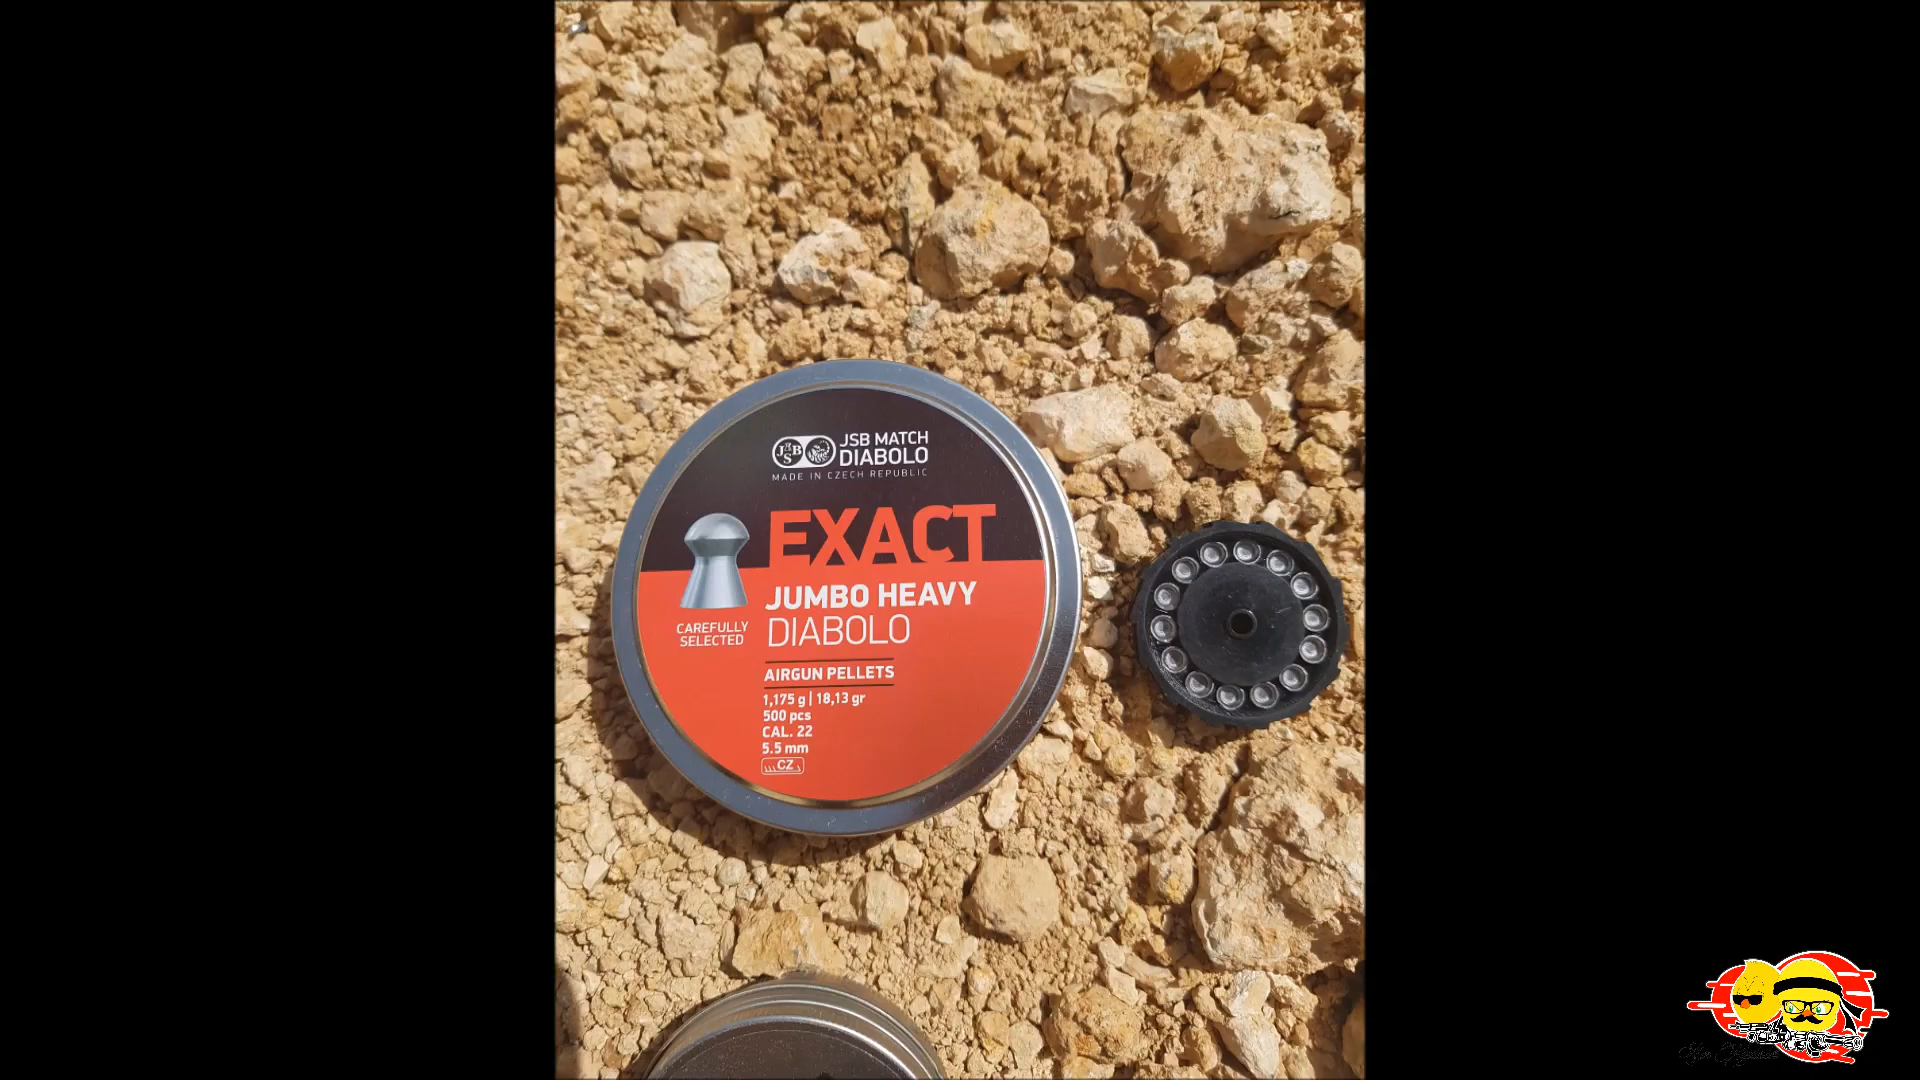 JSB MATCH
DIABOLO
MADE IN CZECH REPUBLIC
EXACT
JUMBO HEAVY
DIABOLO
CAREFULLY
SELECTED
AIRGUN PELLETS
1,175 g | 18,13 gr
500 pcs
CAL. 22
5.5 mm
CZ